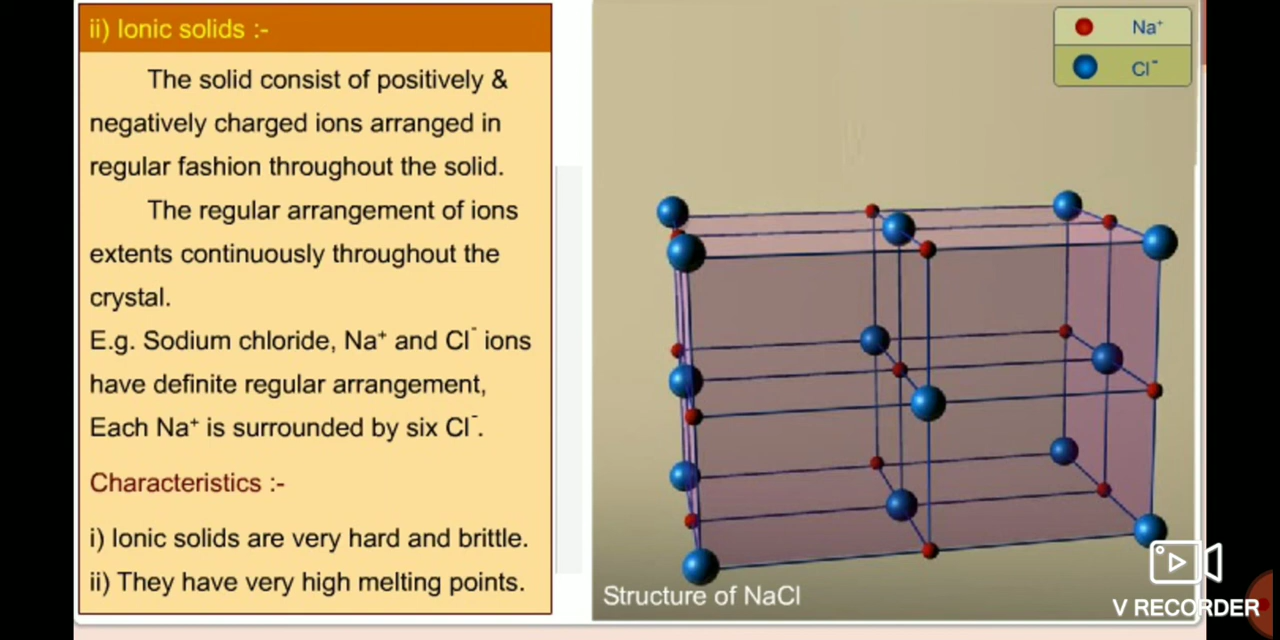 ii) Ionic solids :-
The solid consist of positively &
negatively charged ions arranged in
regular fashion throughout the solid.
The regular arrangement of ions
extents continuously throughout the
crystal.
E.g. Sodium chloride, Na⁺ and Cl⁻ ions
have definite regular arrangement,
Each Na⁺ is surrounded by six Cl⁻.
Characteristics :-
i) Ionic solids are very hard and brittle.
ii) They have very high melting points.
Na⁺
Cl⁻
Structure of NaCl
V RECORDER